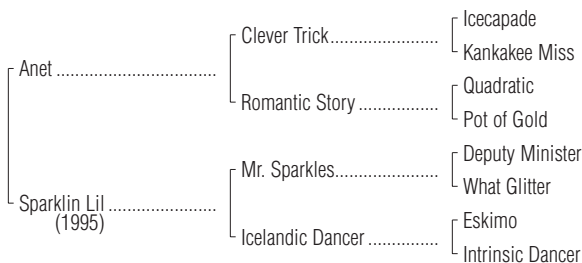 Icecapade
Clever Trick
Kankakee Miss
Anet
Quadratic
Romantic Story
Pot of Gold
Deputy Minister
Mr. Sparkles
What Glitter
Sparklin Lil
(1995)
Eskimo
Icelandic Dancer
Intrinsic Dancer